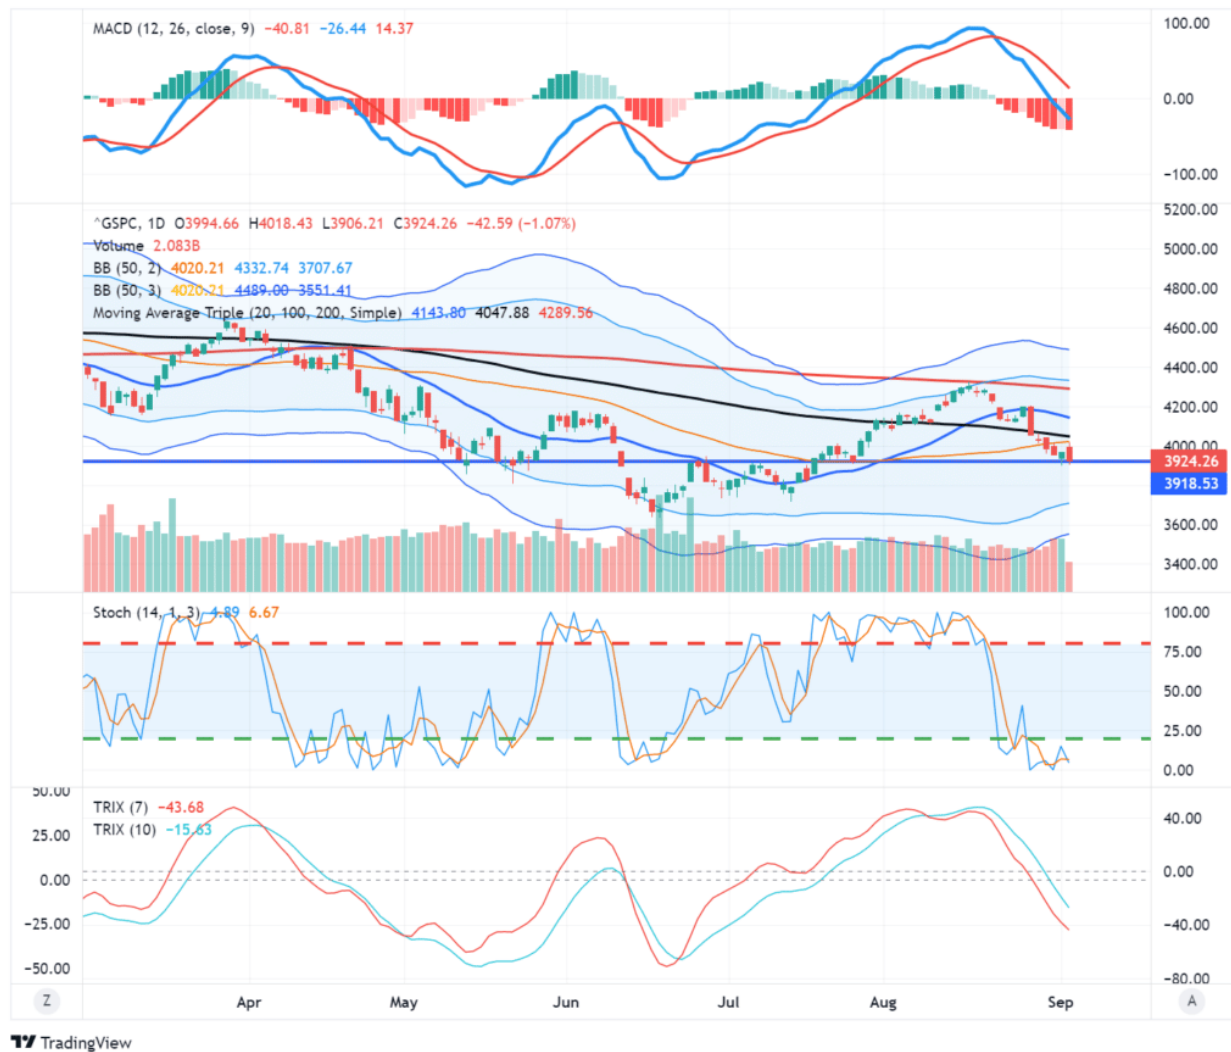 MACD (12, 26, close, 9) −40.81 −26.44 14.37
100.00
0.00
−100.00
^GSPC, 1D O3994.66 H4018.43 L3906.21 C3924.26 −42.59 (−1.07%)
Volume 2.083B
BB (50, 2) 4020.21 4332.74 3707.67
BB (50, 3) 4020.21 4489.00 3551.41
Moving Average Triple (20, 100, 200, Simple) 4143.80 4047.88 4289.56
5200.00
5000.00
4800.00
4600.00
4400.00
4200.00
4000.00
3924.26
3918.53
3600.00
3400.00
Stoch (14, 1, 3) 4.89 6.67
100.00
75.00
50.00
25.00
0.00
TRIX (7) −43.68
TRIX (10) −15.63
50.00
25.00
0.00
−25.00
−50.00
40.00
0.00
−40.00
−80.00
Z Apr May Jun Jul Aug Sep A
TradingView